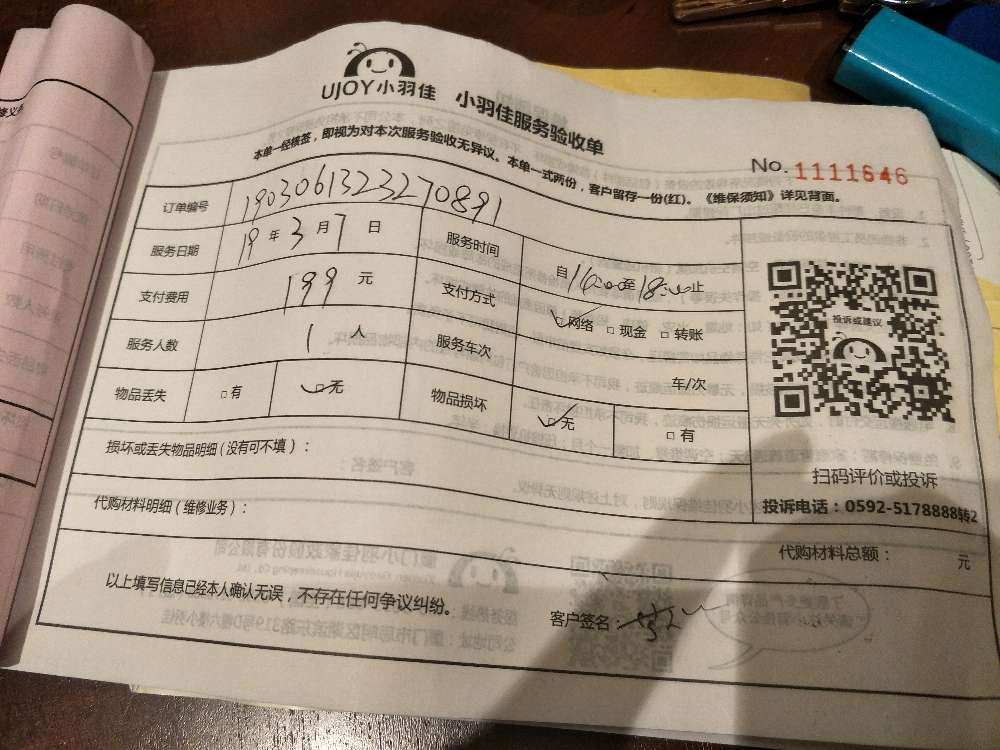 UJOY小羽佳 小羽佳服务验收单
本单一经核签，即视为对本次服务验收无异议。本单一式两份，客户留存一份(红)。《维保须知》详见背面。
No. 1111646
订单编号 190306132327089 1
服务日期 19 年 3 月 7 日 服务时间 自16:00至18:00止
支付费用 199 元 支付方式 网络 现金 转账
服务人数 1 人 服务车次 车/次
物品丢失 有 无 物品损坏 无 有
投诉或建议
扫码评价或投诉
投诉电话：0592-5178888转2
损坏或丢失物品明细(没有可不填)：
代购材料明细(维修业务)：
代购材料总额： 元
以上填写信息已经本人确认无误，不存在任何争议纠纷。 客户签名：